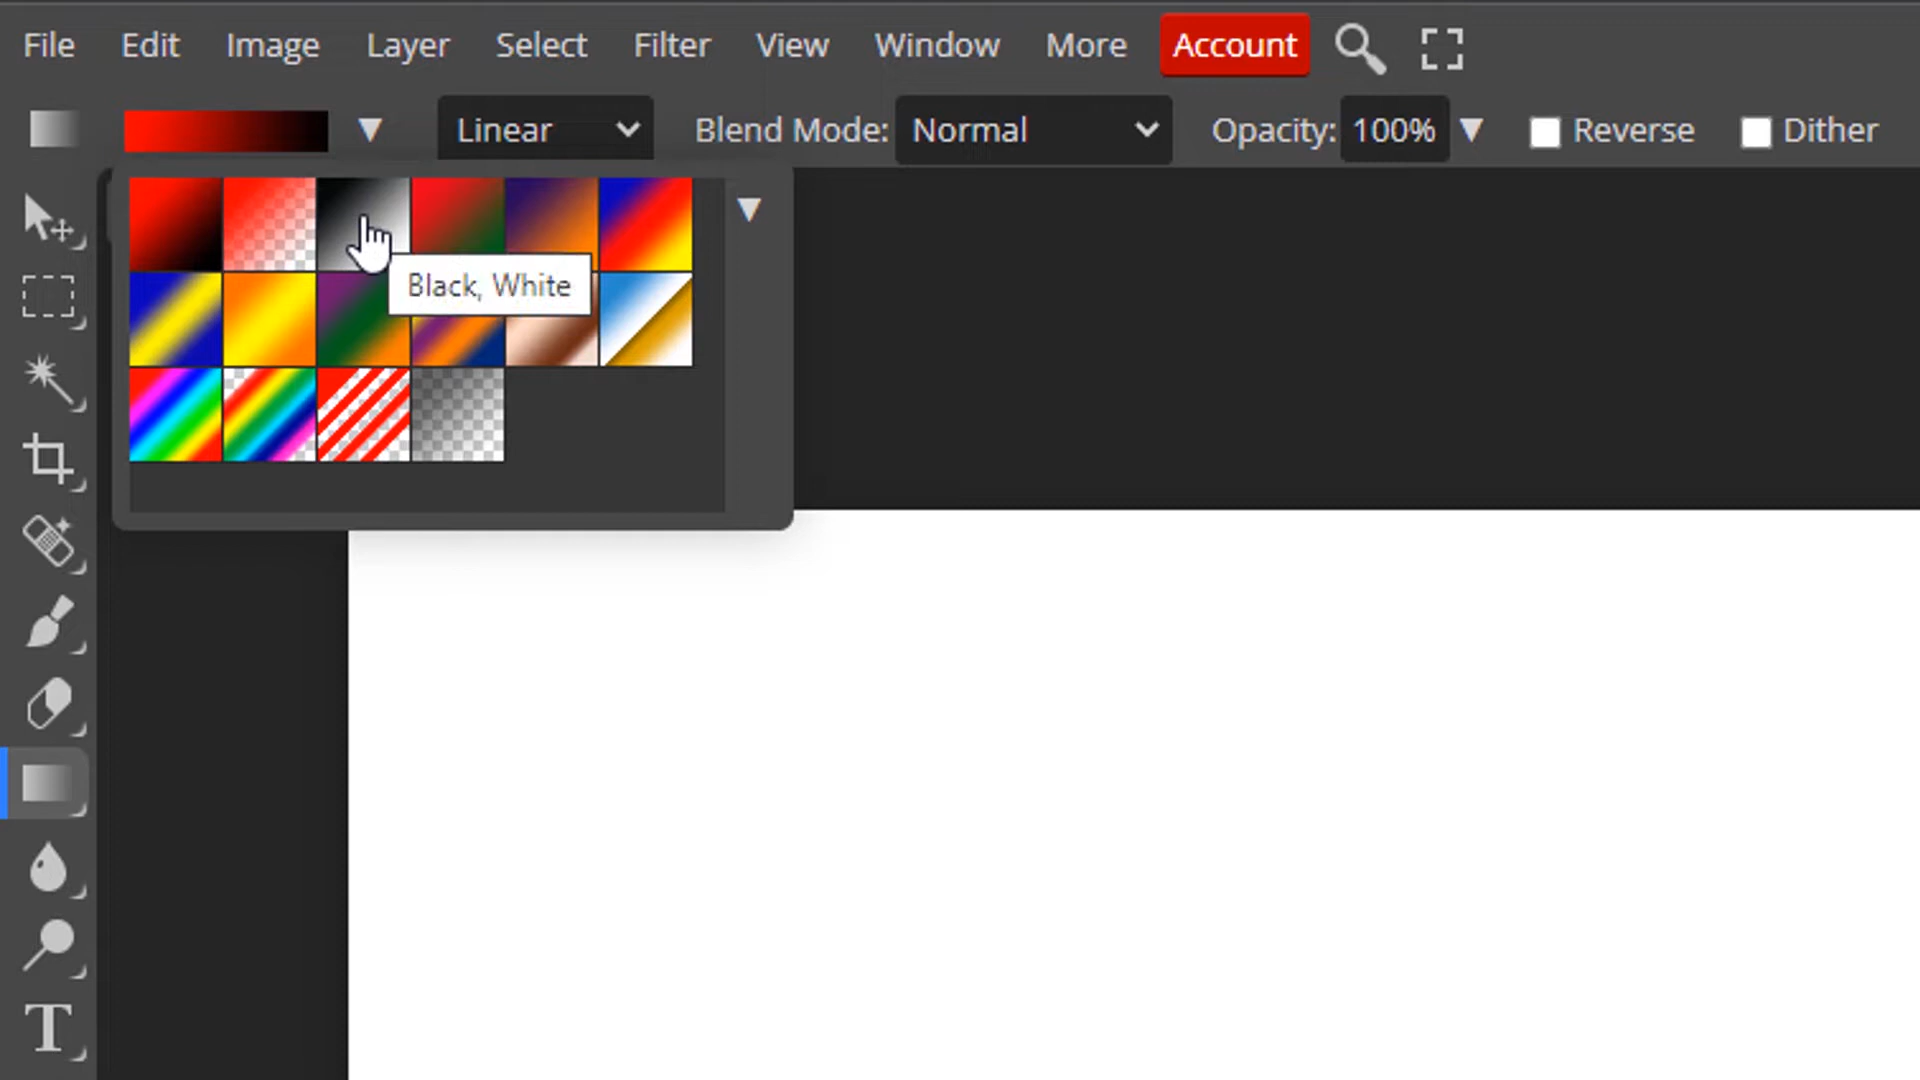 File Edit Image Layer Select Filter View Window More Account
Linear Blend Mode: Normal Opacity: 100% Reverse Dither
Black, White
T